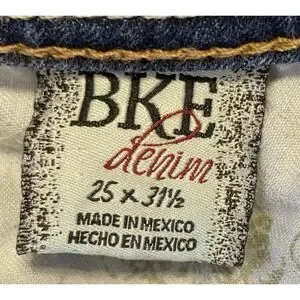 BKE
denim
25 x 31½
MADE IN MEXICO
HECHO EN MEXICO